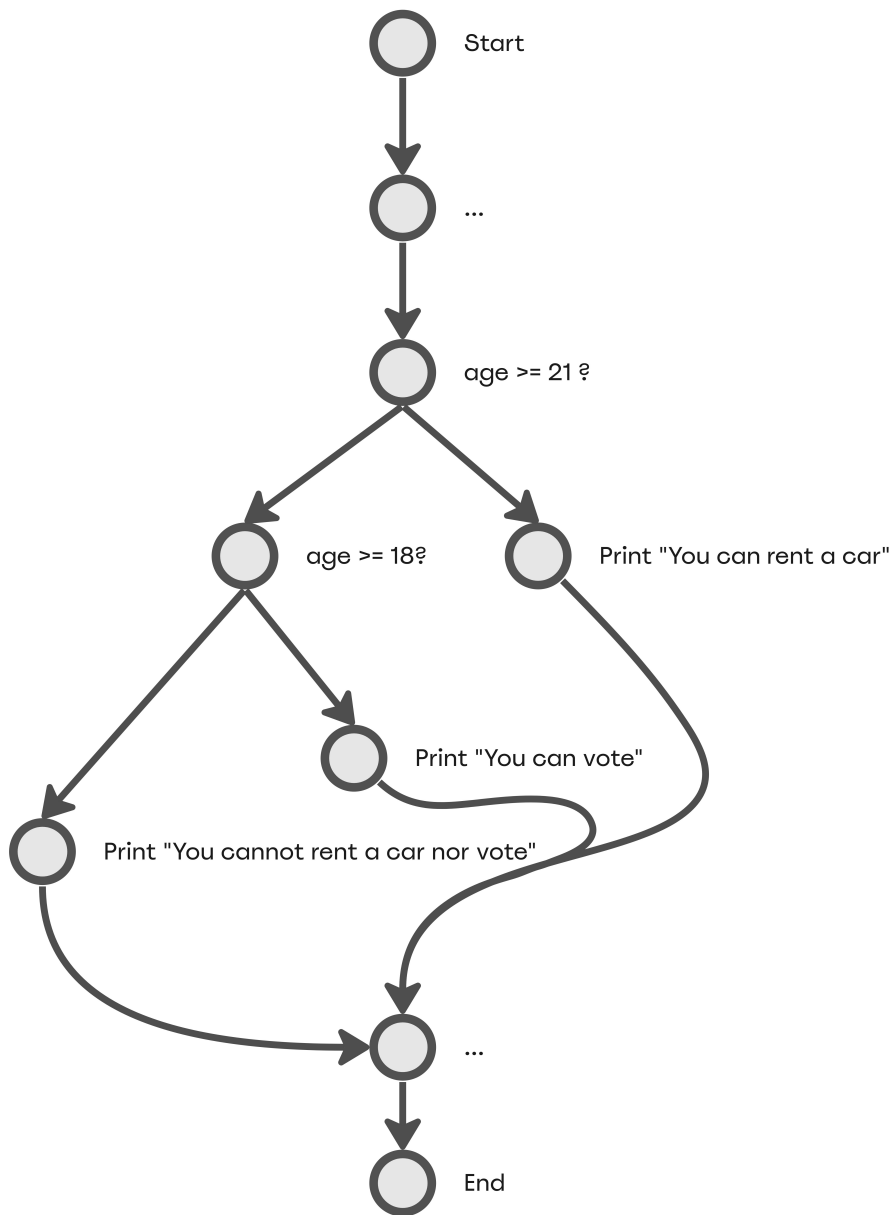 Start
...
age >= 21 ?
age >= 18?
Print "You can rent a car"
Print "You can vote"
Print "You cannot rent a car nor vote"
...
End